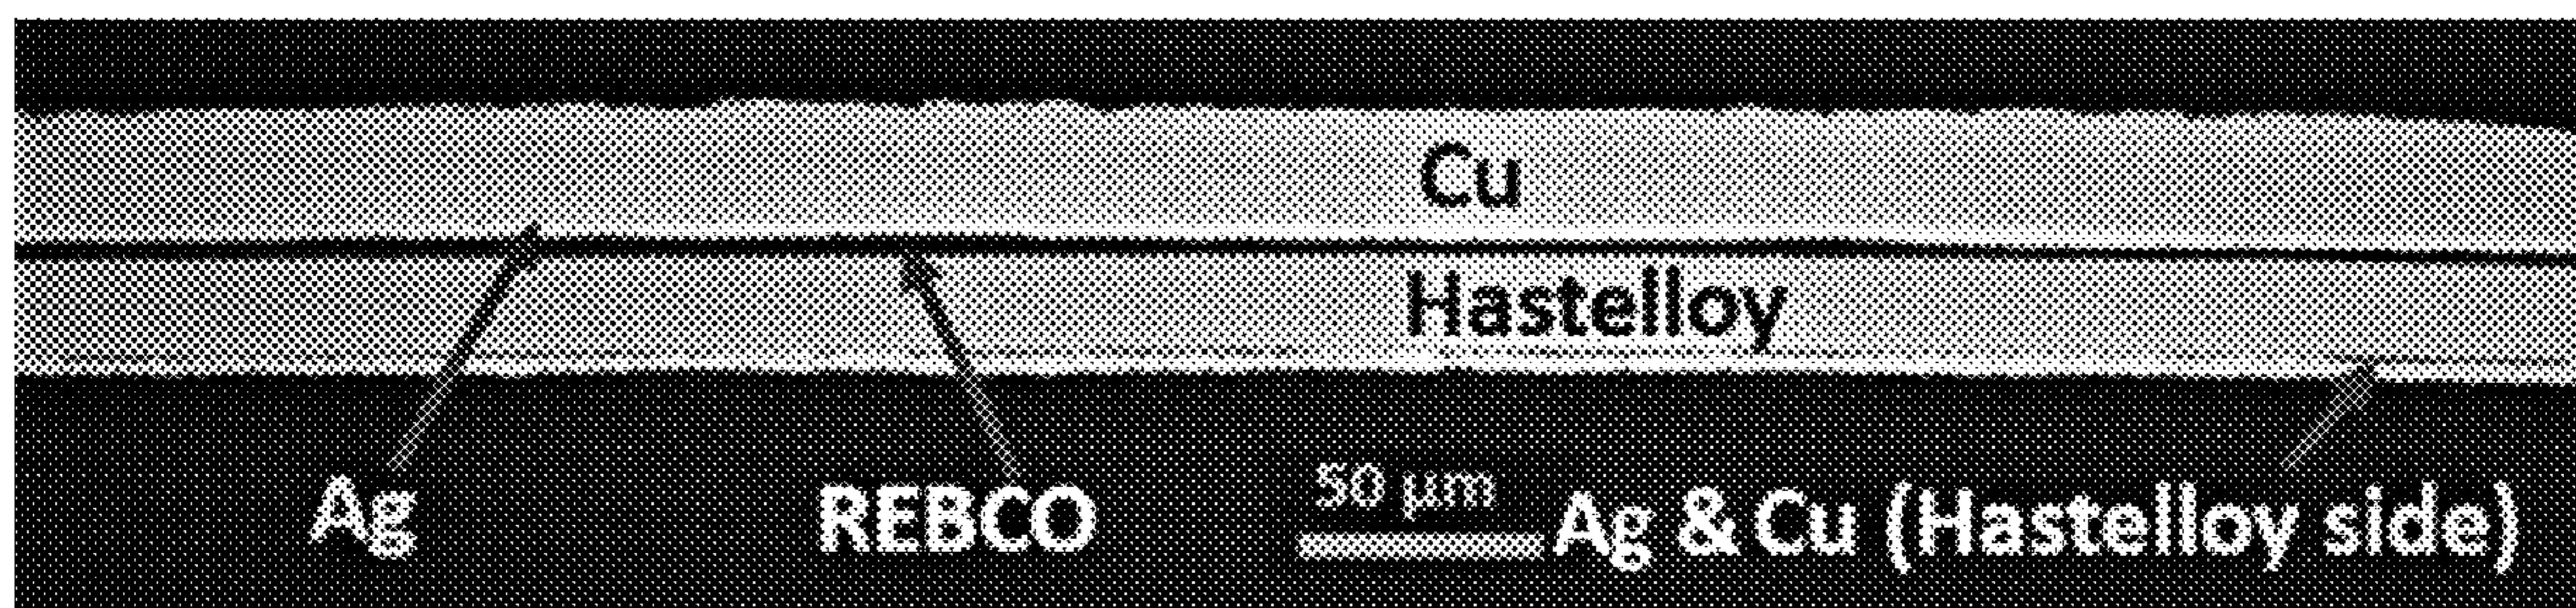 Cu
Hastelloy
50 µm
Ag
REBCO
Ag & Cu (Hastelloy side)